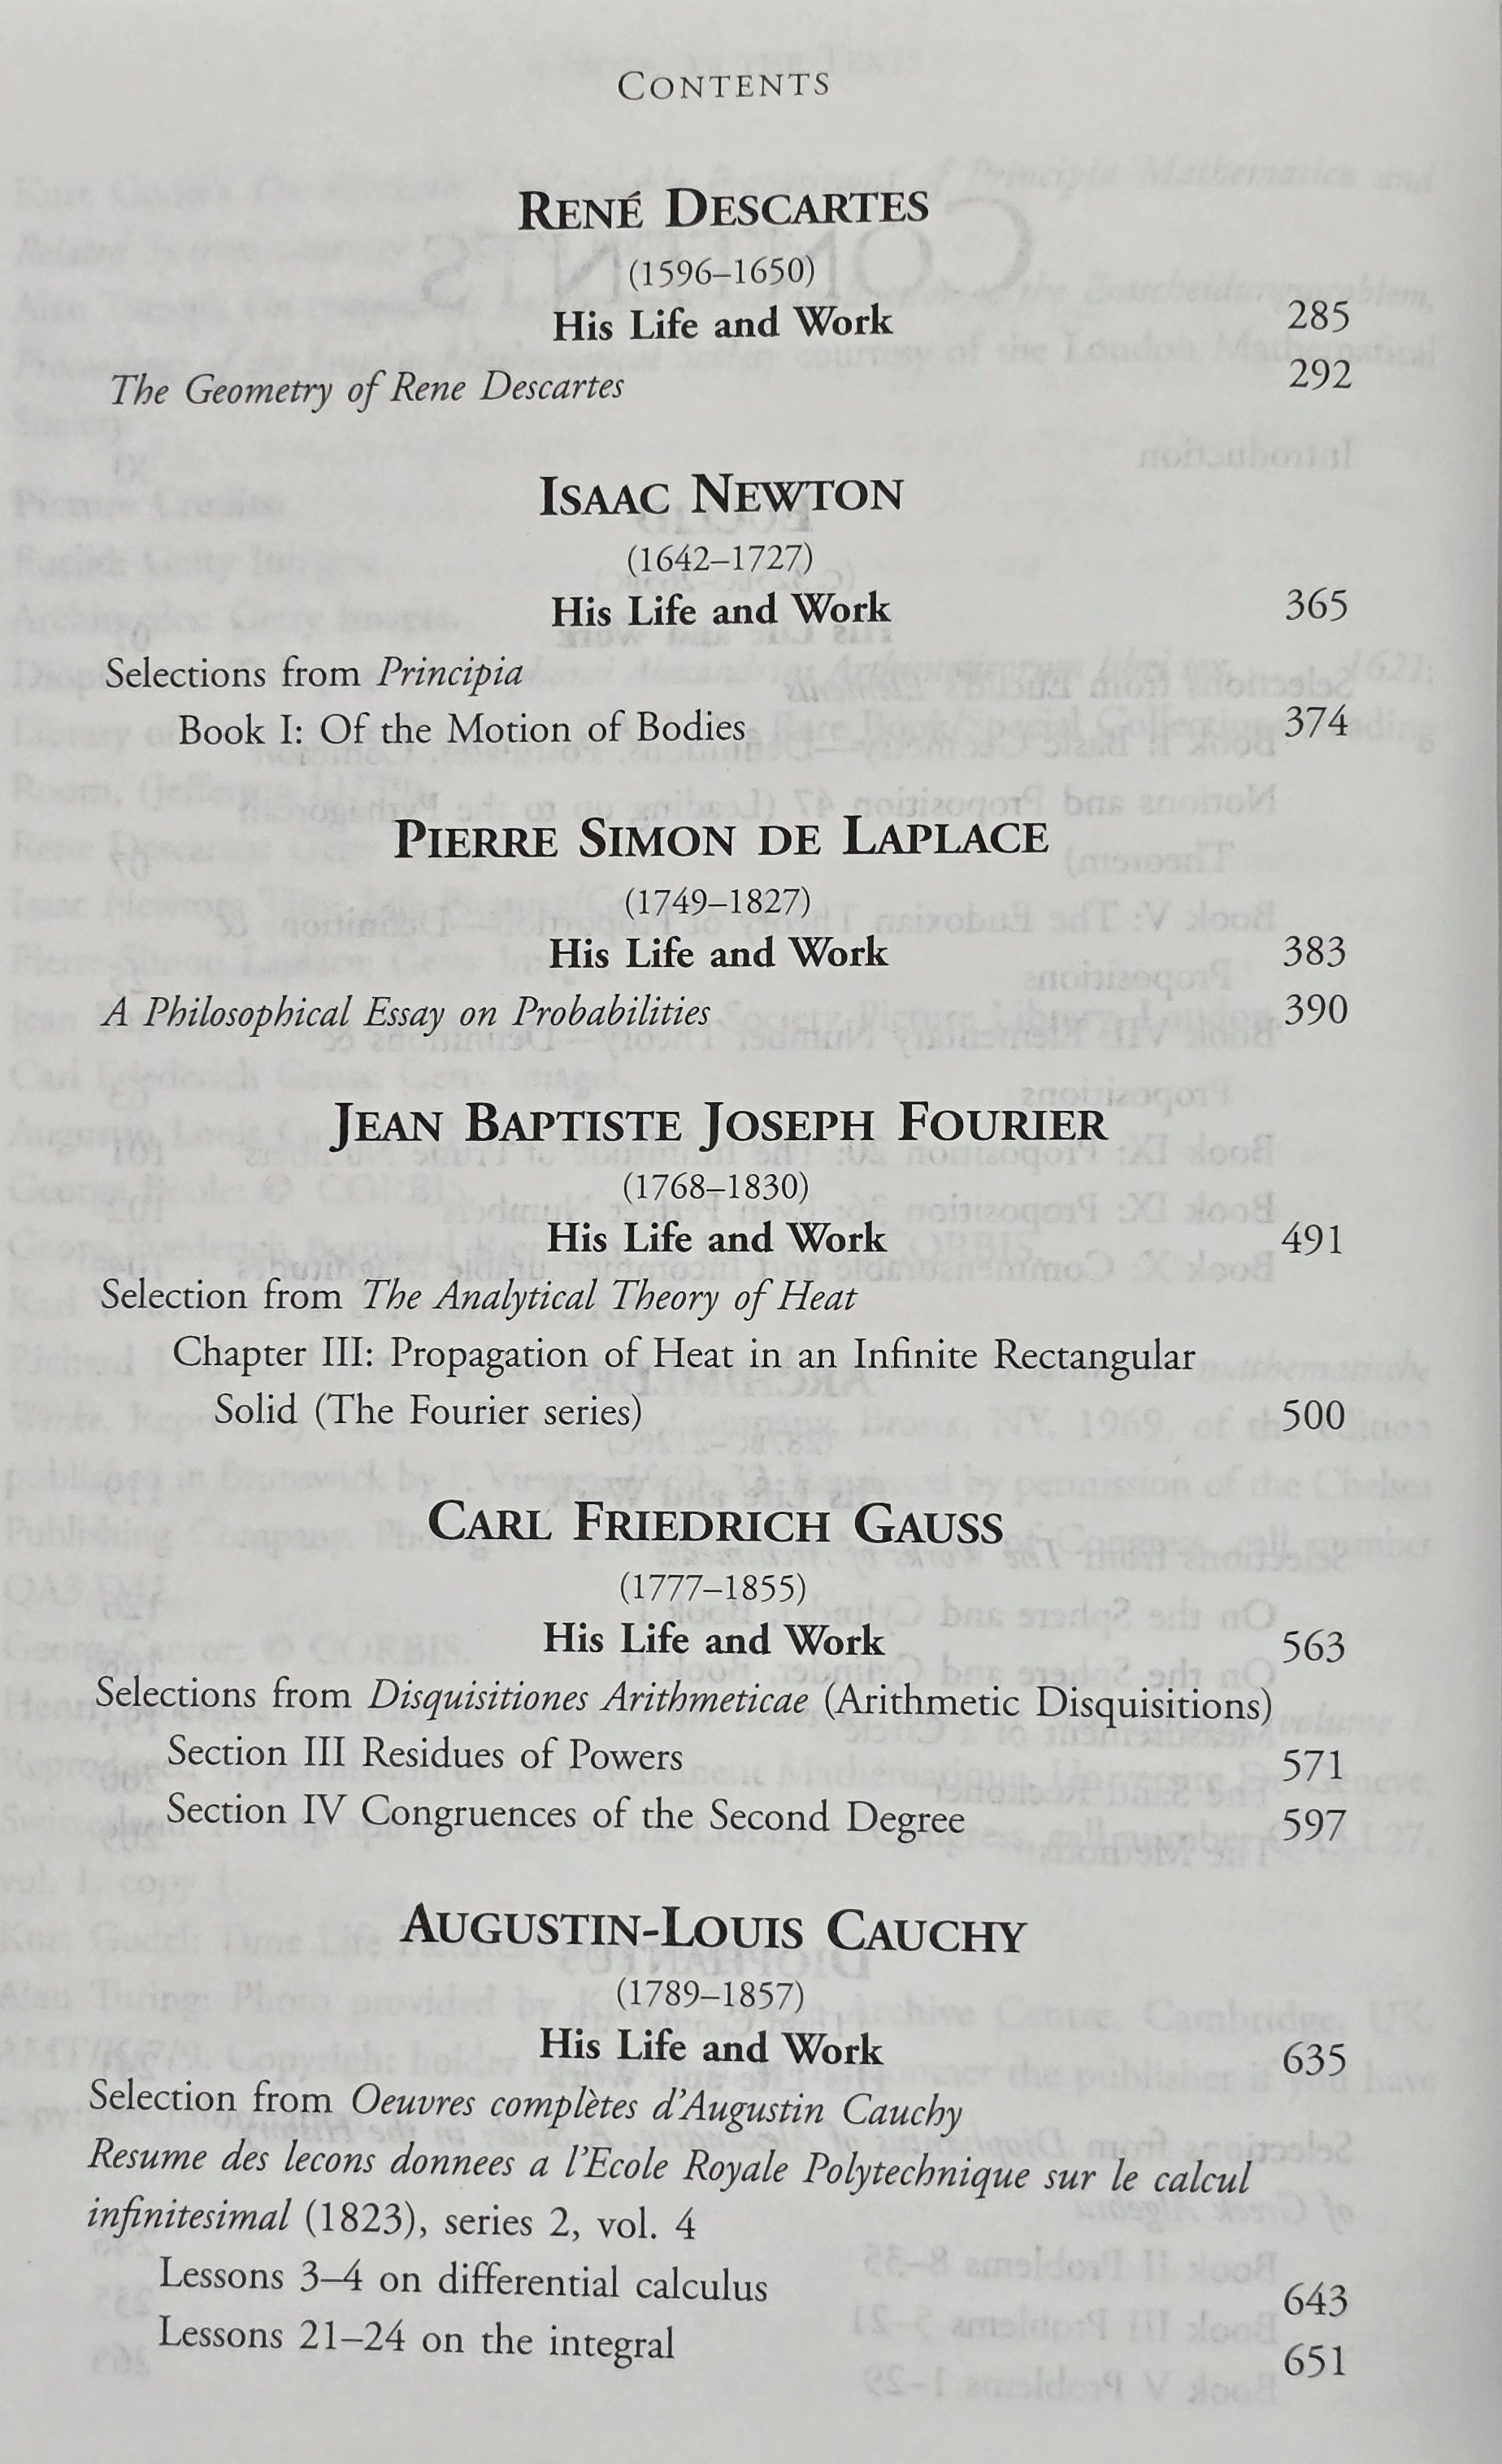 CONTENTS
RENÉ DESCARTES
(1596–1650)
His Life and Work 285
The Geometry of Rene Descartes 292
ISAAC NEWTON
(1642–1727)
His Life and Work 365
Selections from Principia
Book I: Of the Motion of Bodies 374
PIERRE SIMON DE LAPLACE
(1749–1827)
His Life and Work 383
A Philosophical Essay on Probabilities 390
JEAN BAPTISTE JOSEPH FOURIER
(1768–1830)
His Life and Work 491
Selection from The Analytical Theory of Heat
Chapter III: Propagation of Heat in an Infinite Rectangular
Solid (The Fourier series) 500
CARL FRIEDRICH GAUSS
(1777–1855)
His Life and Work 563
Selections from Disquisitiones Arithmeticae (Arithmetic Disquisitions)
Section III Residues of Powers 571
Section IV Congruences of the Second Degree 597
AUGUSTIN-LOUIS CAUCHY
(1789–1857)
His Life and Work 635
Selection from Oeuvres complètes d'Augustin Cauchy
Resume des lecons donnees a l'Ecole Royale Polytechnique sur le calcul
infinitesimal (1823), series 2, vol. 4
Lessons 3–4 on differential calculus 643
Lessons 21–24 on the integral 651